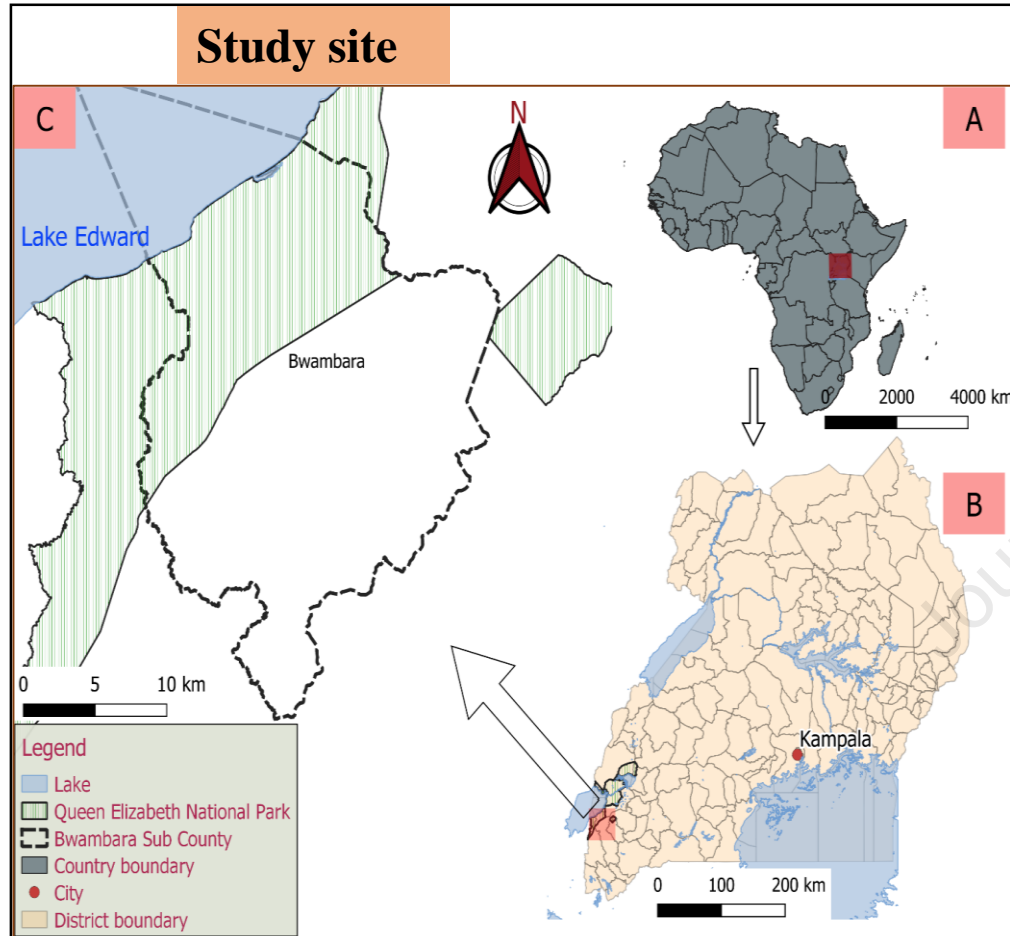 Study site
C
N
A
Lake Edward
Bwambara
0 2000 4000 km
B
Kampala
0 5 10 km
0 100 200 km
Legend
Lake
Queen Elizabeth National Park
Bwambara Sub County
Country boundary
City
District boundary